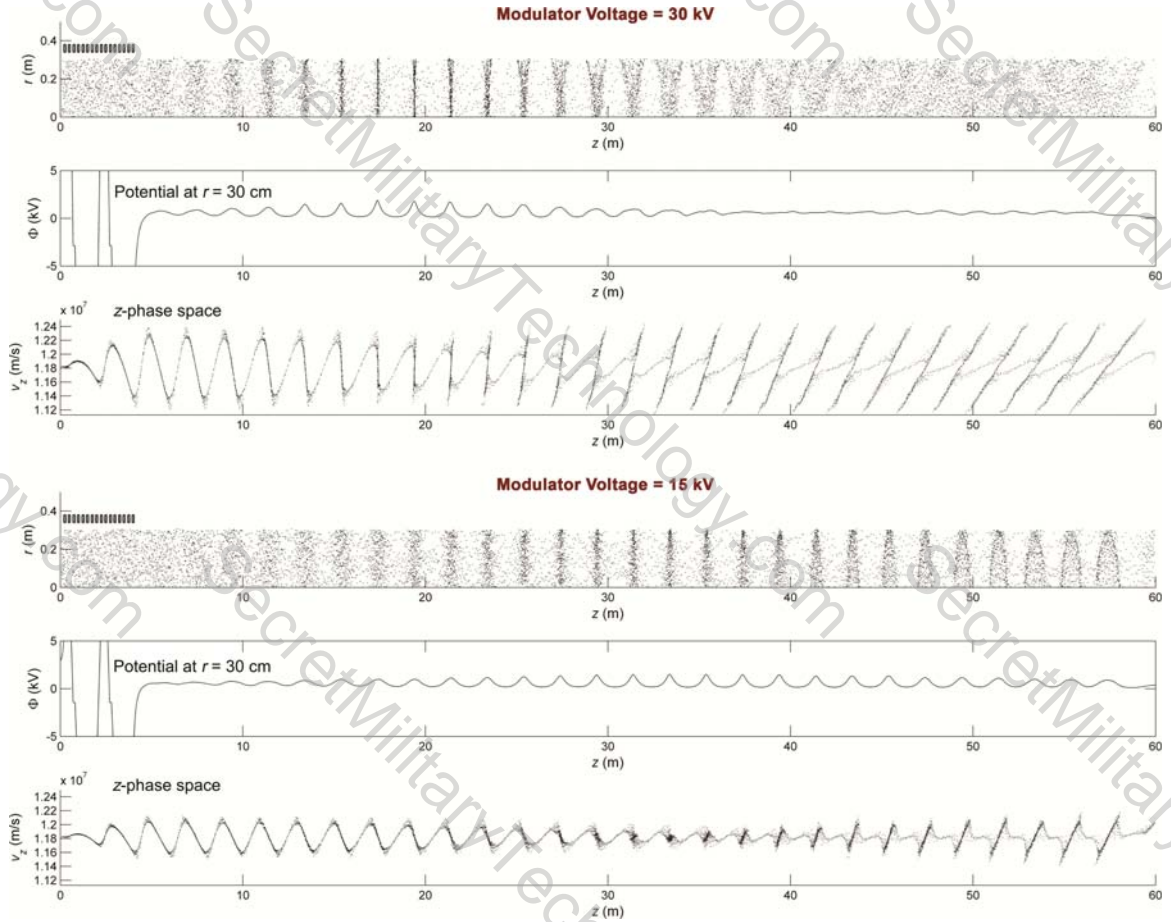 Modulator Voltage = 30 kV
0.4
r (m)
0.2
0
0 10 20 30 40 50 60
z (m)
5
Potential at r = 30 cm
Φ (kV)
0
-5
0 10 20 30 40 50 60
z (m)
x 10⁷
z-phase space
1.24
1.22
1.2
1.18
1.16
1.14
1.12
v_z (m/s)
0 10 20 30 40 50 60
z (m)
Modulator Voltage = 15 kV
0.4
r (m)
0.2
0
0 10 20 30 40 50 60
z (m)
5
Potential at r = 30 cm
Φ (kV)
0
-5
0 10 20 30 40 50 60
z (m)
x 10⁷
z-phase space
1.24
1.22
1.2
1.18
1.16
1.14
1.12
v_z (m/s)
0 10 20 30 40 50 60
z (m)
SecretMilitaryTechnology.com